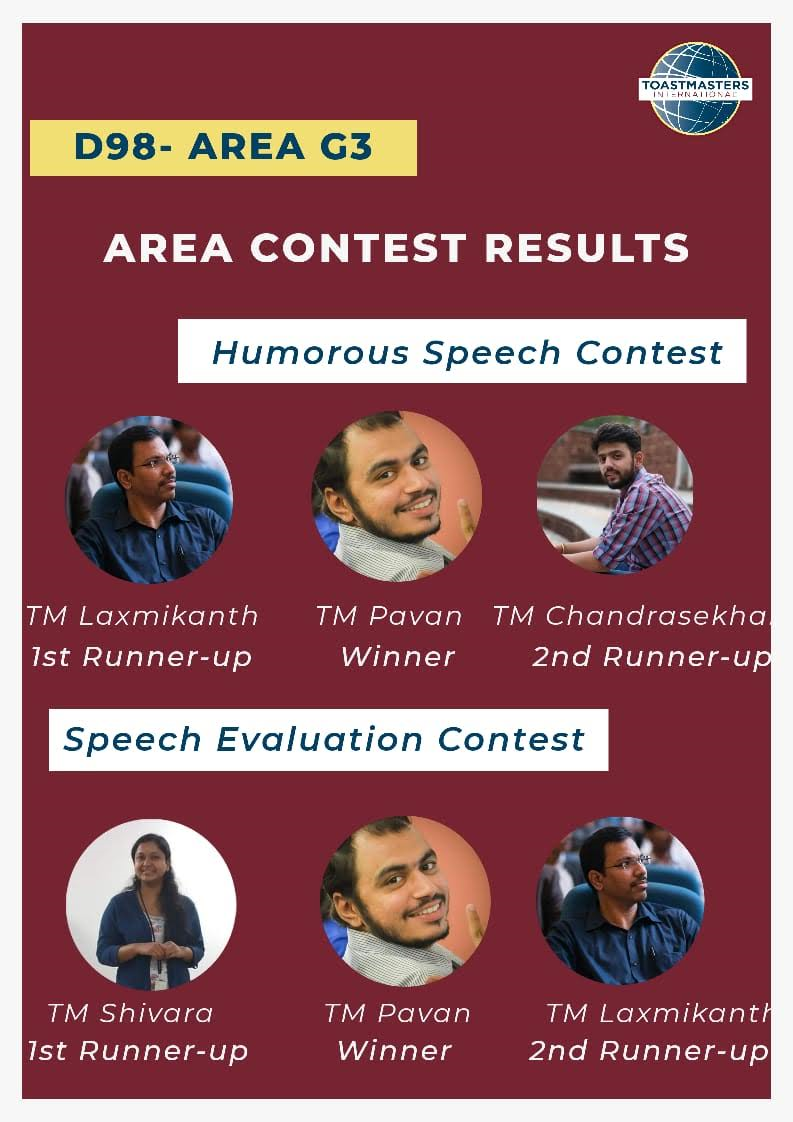 TOASTMASTERS
INTERNATIONAL
D98- AREA G3
AREA CONTEST RESULTS
Humorous Speech Contest
TM Laxmikanth TM Pavan TM Chandrasekha
1st Runner-up Winner 2nd Runner-up
Speech Evaluation Contest
TM Shivara TM Pavan TM Laxmikanth
1st Runner-up Winner 2nd Runner-up